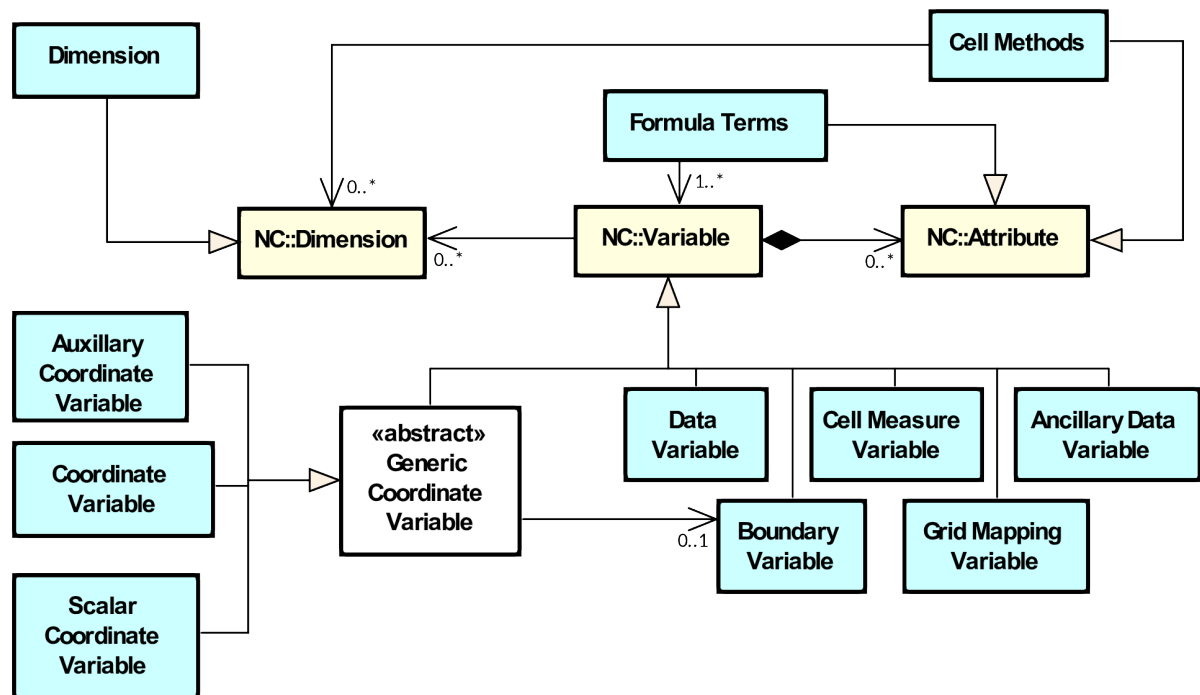 Dimension
Cell Methods
Formula Terms
0..*
1..*
NC::Dimension
NC::Variable
NC::Attribute
0..*
0..*
Auxillary
Coordinate
Variable
Coordinate
Variable
Scalar
Coordinate
Variable
«abstract»
Generic
Coordinate
Variable
Data
Variable
Cell Measure
Variable
Ancillary Data
Variable
0..1
Boundary
Variable
Grid Mapping
Variable